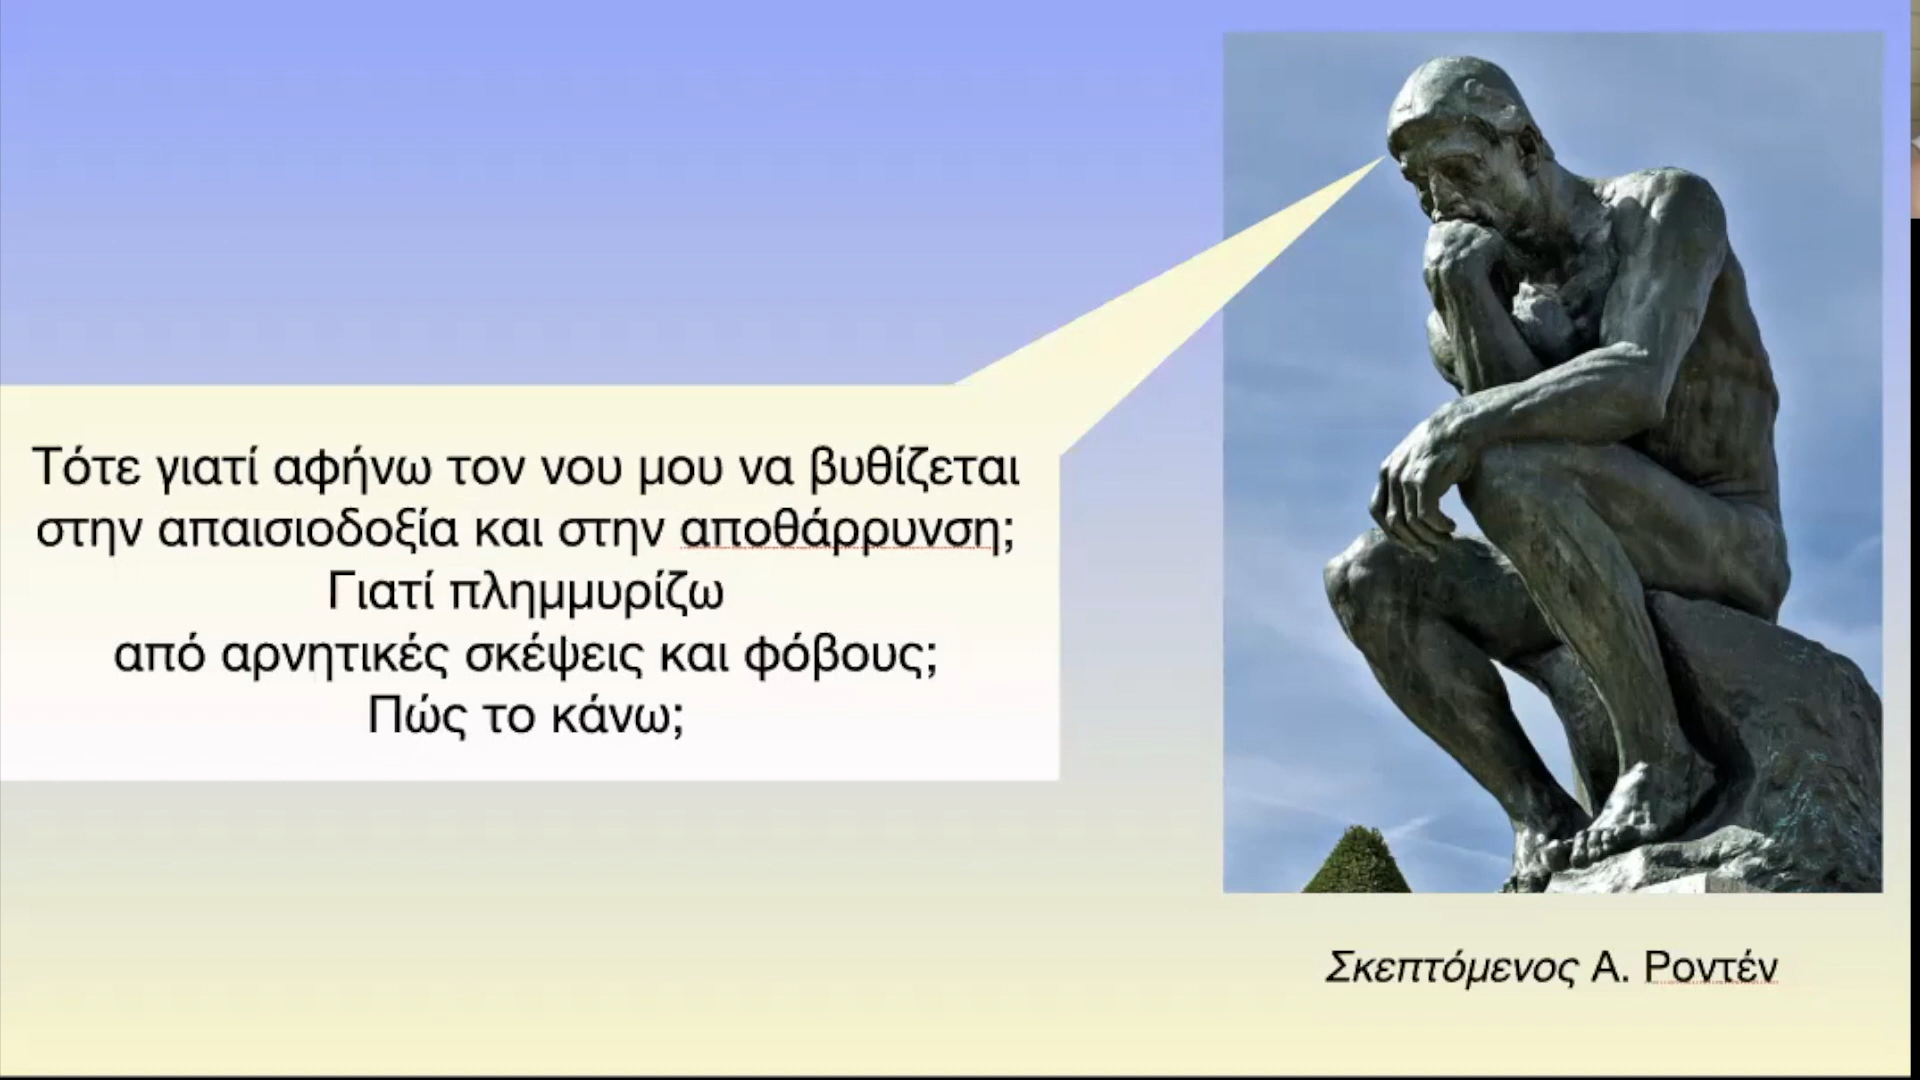 Τότε γιατί αφήνω τον νου μου να βυθίζεται
στην απαισιοδοξία και στην αποθάρρυνση;
Γιατί πλημμυρίζω
από αρνητικές σκέψεις και φόβους;
Πώς το κάνω;
Σκεπτόμενος Α. Ροντέν